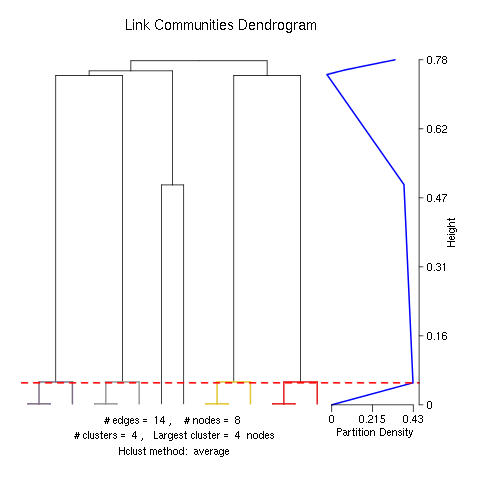 Link Communities Dendrogram
0.78
0.62
0.47
0.31
0.16
0
Height
0 0.215 0.43
Partition Density
# edges = 14 , # nodes = 8
# clusters = 4 , Largest cluster = 4 nodes
Hclust method: average